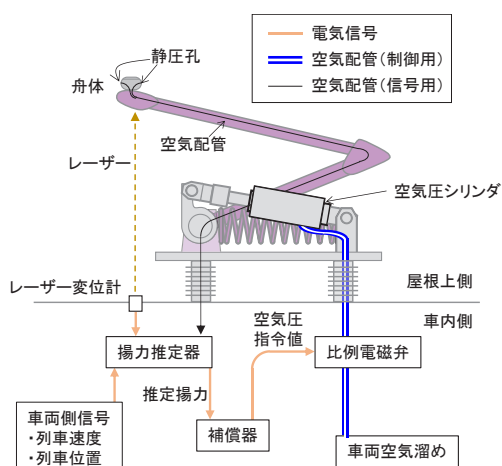 電気信号
空気配管(制御用)
空気配管(信号用)
静圧孔
舟体
空気配管
レーザー
空気圧シリンダ
レーザー変位計
屋根上側
車内側
空気圧
指令値
揚力推定器
比例電磁弁
推定揚力
車両側信号
・列車速度
・列車位置
補償器
車両空気溜め